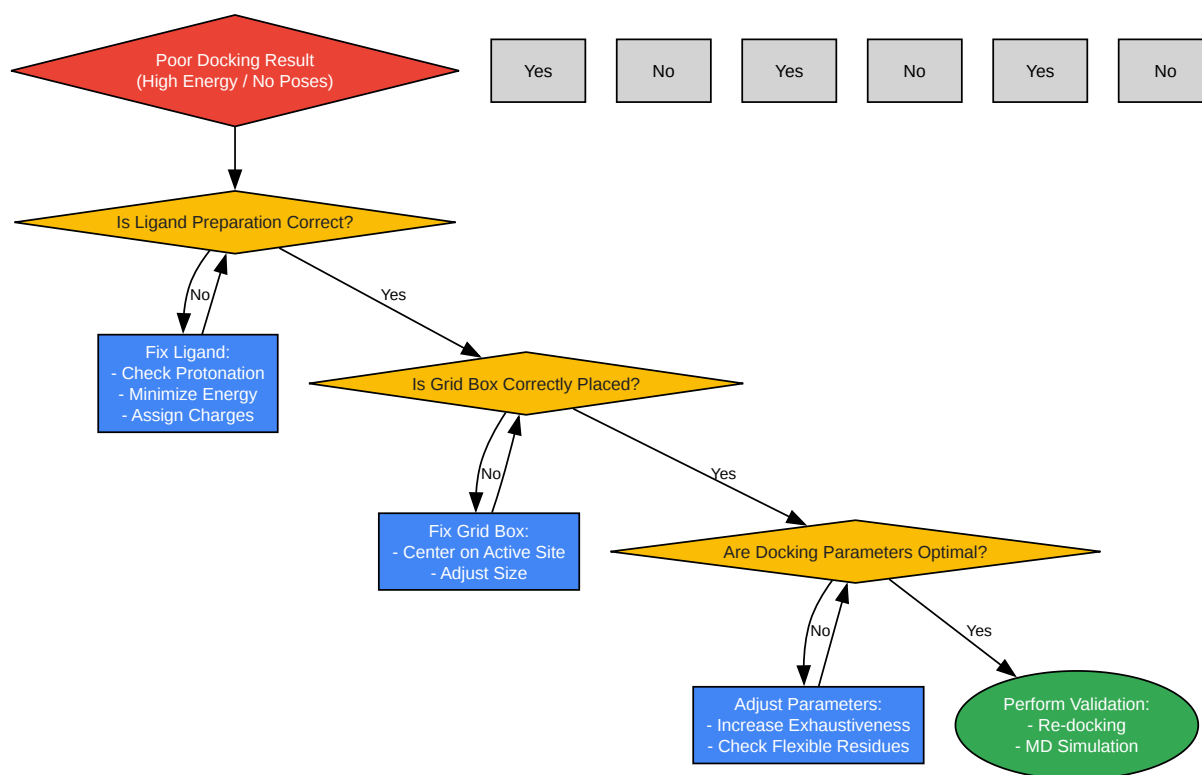 Poor Docking Result
(High Energy / No Poses)
Yes
No
Yes
No
Yes
No
Is Ligand Preparation Correct?
No
Yes
Fix Ligand:
- Check Protonation
- Minimize Energy
- Assign Charges
Is Grid Box Correctly Placed?
No
Yes
Fix Grid Box:
- Center on Active Site
- Adjust Size
Are Docking Parameters Optimal?
No
Yes
Adjust Parameters:
- Increase Exhaustiveness
- Check Flexible Residues
Perform Validation:
- Re-docking
- MD Simulation